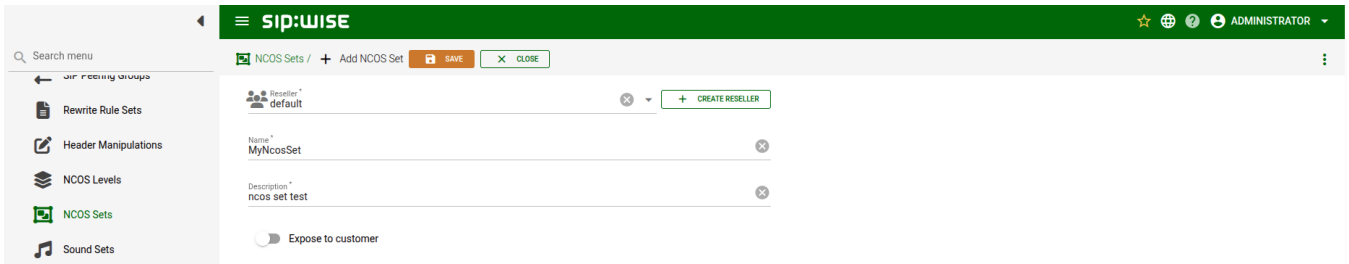 sip:wise
ADMINISTRATOR
Search menu
NCOS Sets / + Add NCOS Set SAVE CLOSE
SIP Peering Groups
Reseller *
default
+ CREATE RESELLER
Rewrite Rule Sets
Name *
MyNcosSet
Header Manipulations
NCOS Levels
Description *
ncos set test
NCOS Sets
Expose to customer
Sound Sets